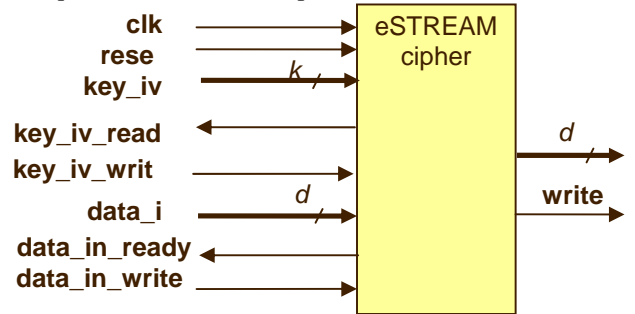 clk
rese
key_iv
k
key_iv_read
key_iv_writ
data_i
d
data_in_ready
data_in_write
eSTREAM
cipher
d
write